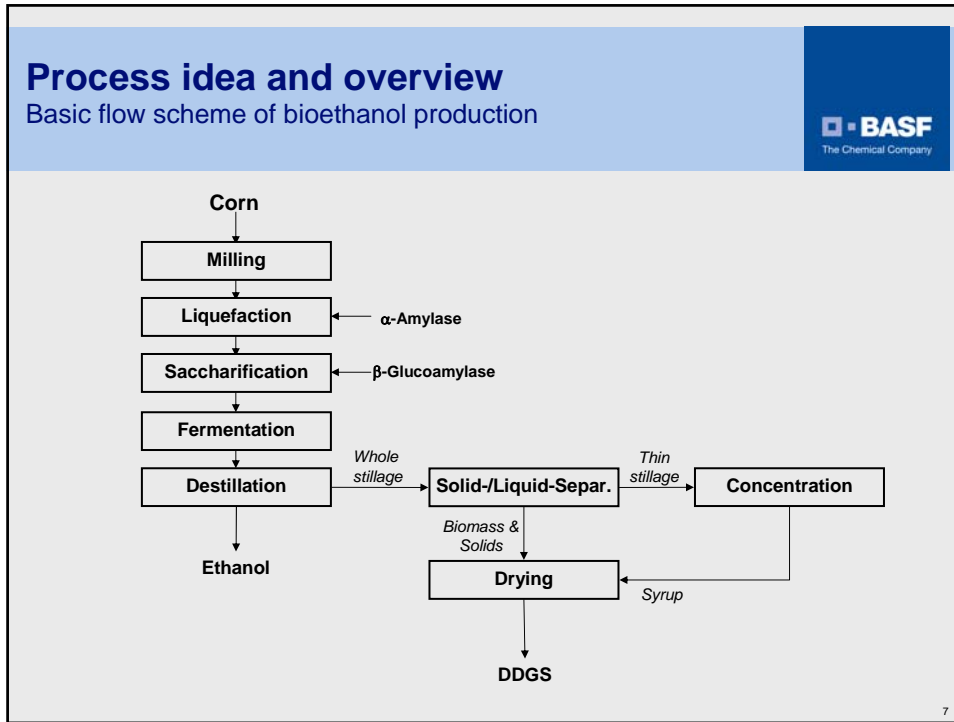 Process idea and overview
Basic flow scheme of bioethanol production
BASF
The Chemical Company
Corn
Milling
Liquefaction
α-Amylase
Saccharification
β-Glucoamylase
Fermentation
Destillation
Whole
stillage
Solid-/Liquid-Separ.
Thin
stillage
Concentration
Ethanol
Biomass &
Solids
Drying
Syrup
DDGS
7